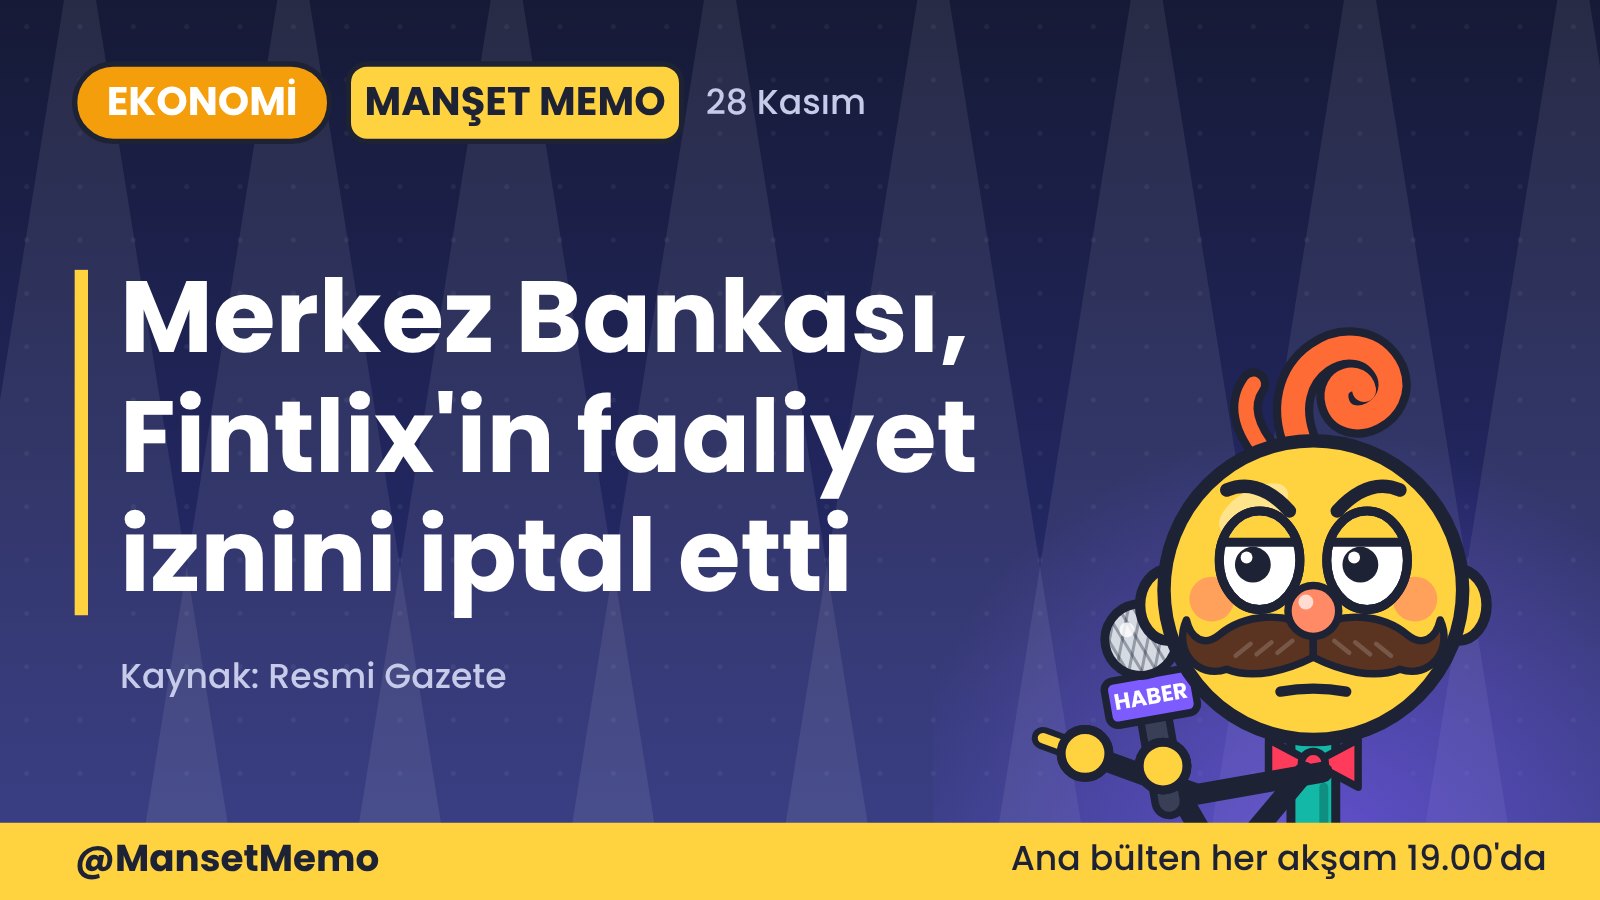 EKONOMİ MANŞET MEMO 28 Kasım
Merkez Bankası,
Fintlix'in faaliyet
iznini iptal etti
Kaynak: Resmi Gazete
HABER
@MansetMemo Ana bülten her akşam 19.00'da